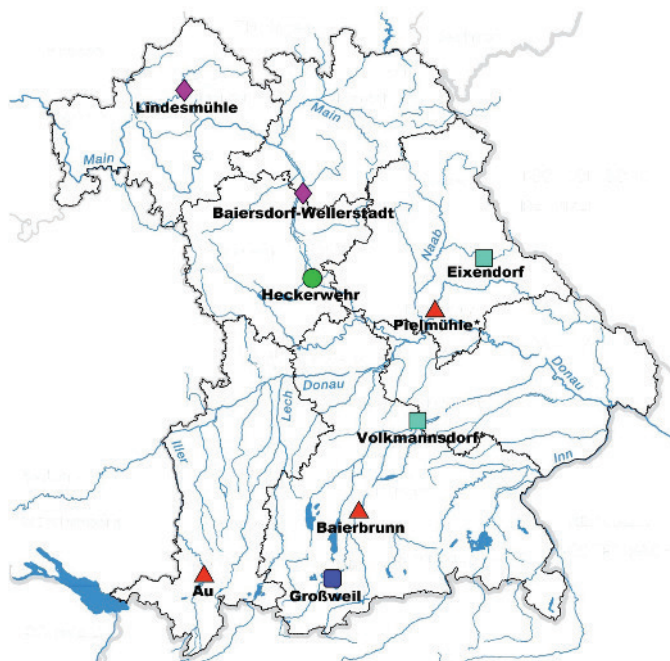 Lindesmühle
Main
Main
Baiersdorf-Wellerstadt
Naab
Eixendorf
Heckerwehr
Pielmühle*
Donau
Donau
Lech
Iller
Volkmannsdorf*
Inn
Baierbrunn
Au
Großweil